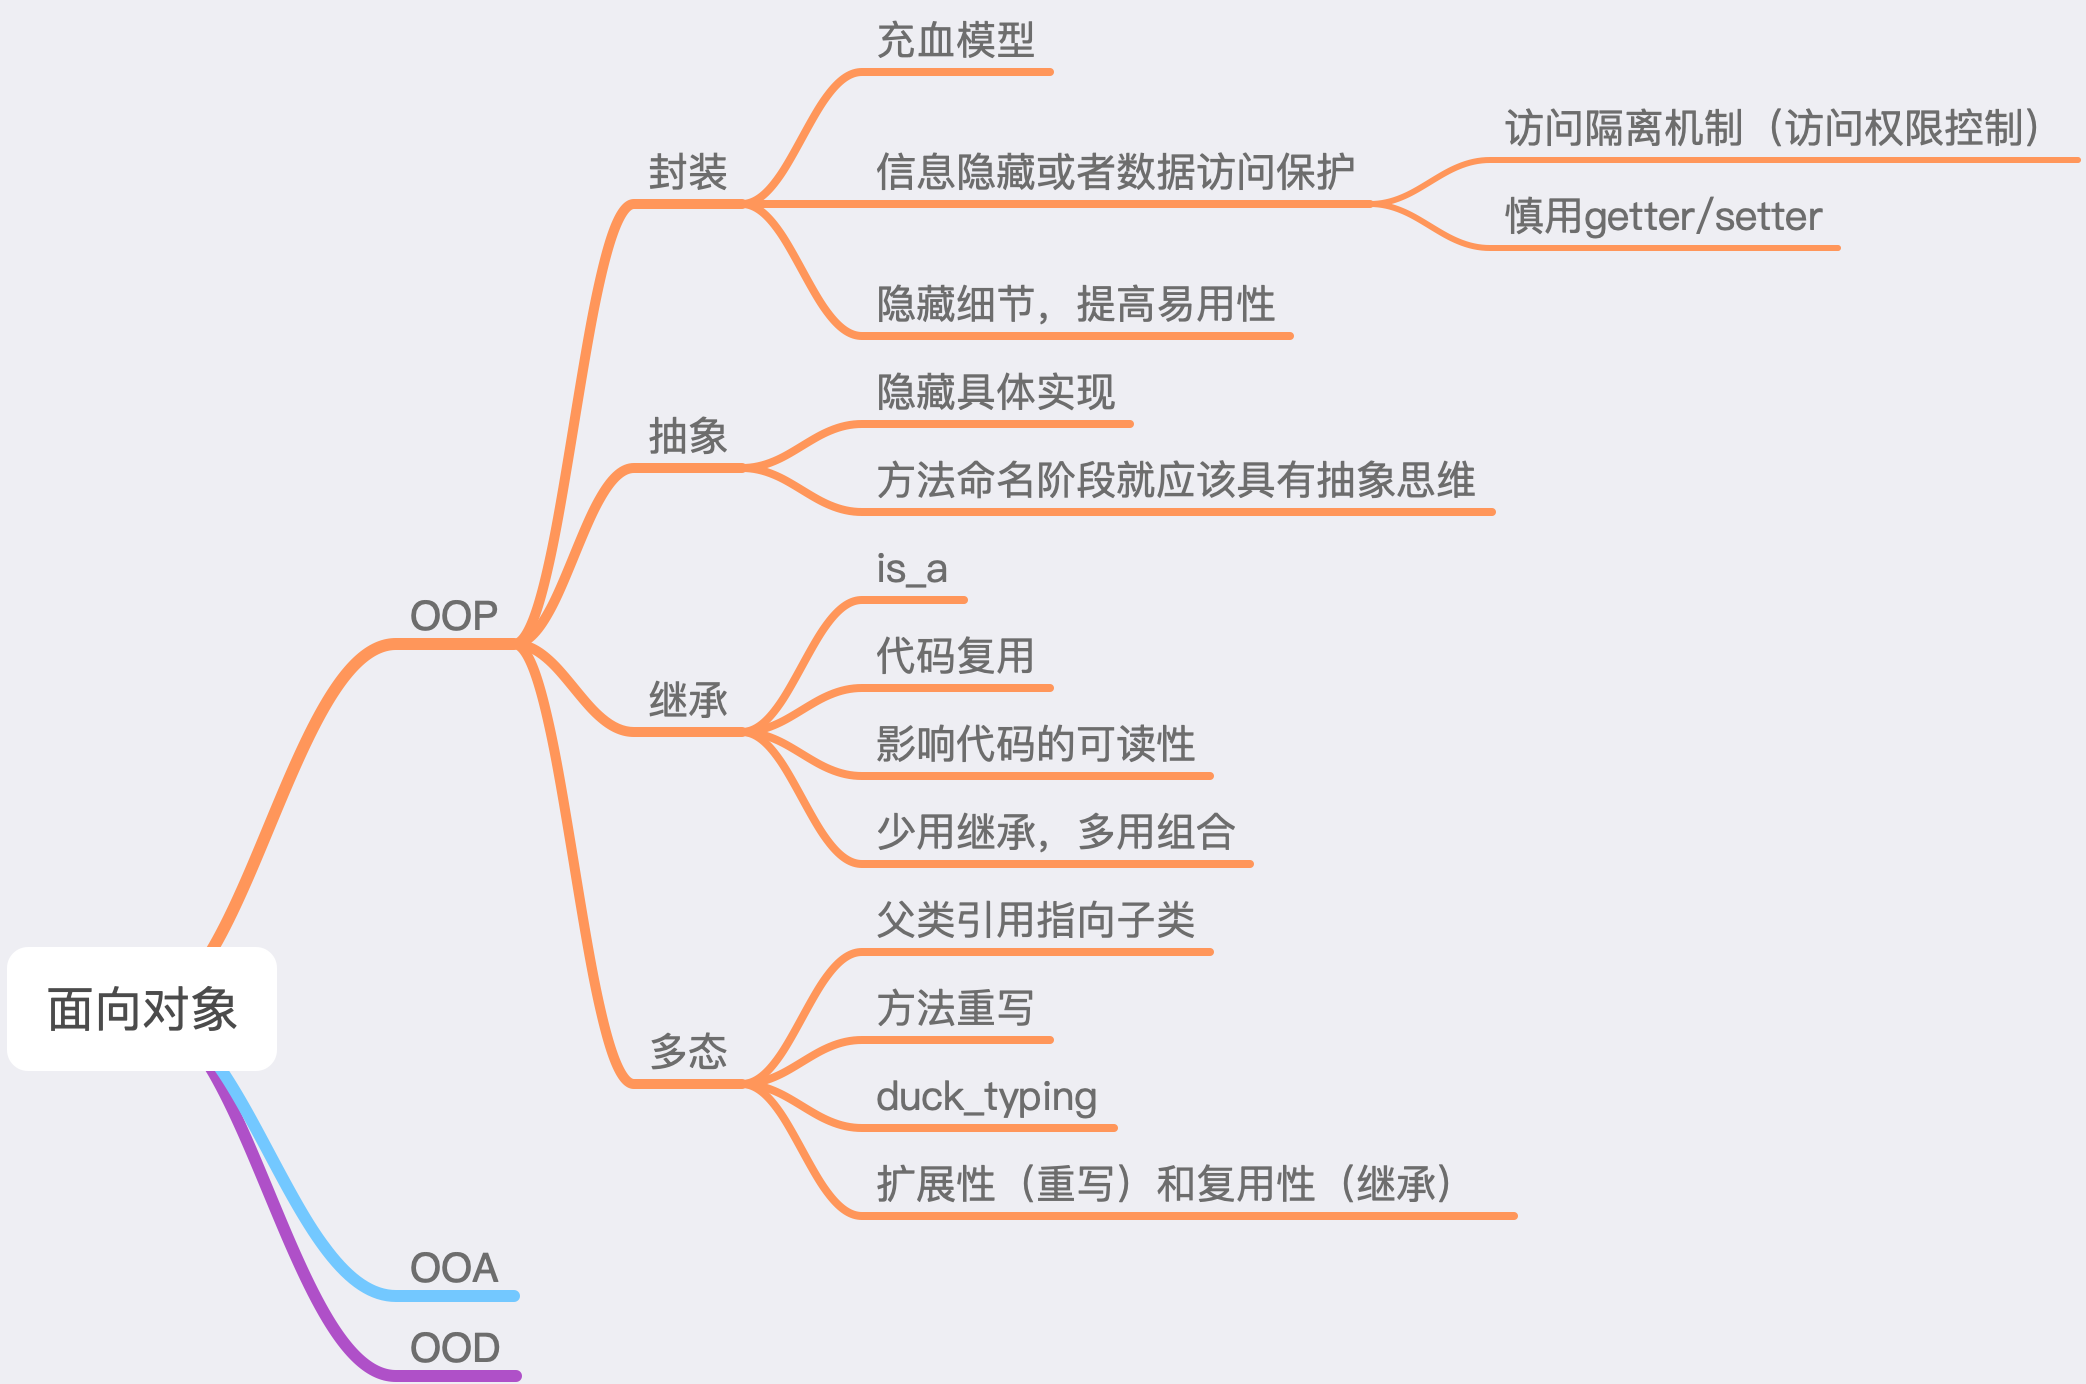 面向对象
OOP
封装
充血模型
信息隐藏或者数据访问保护
访问隔离机制（访问权限控制）
慎用getter/setter
隐藏细节，提高易用性
抽象
隐藏具体实现
方法命名阶段就应该具有抽象思维
继承
is_a
代码复用
影响代码的可读性
少用继承，多用组合
多态
父类引用指向子类
方法重写
duck_typing
扩展性（重写）和复用性（继承）
OOA
OOD